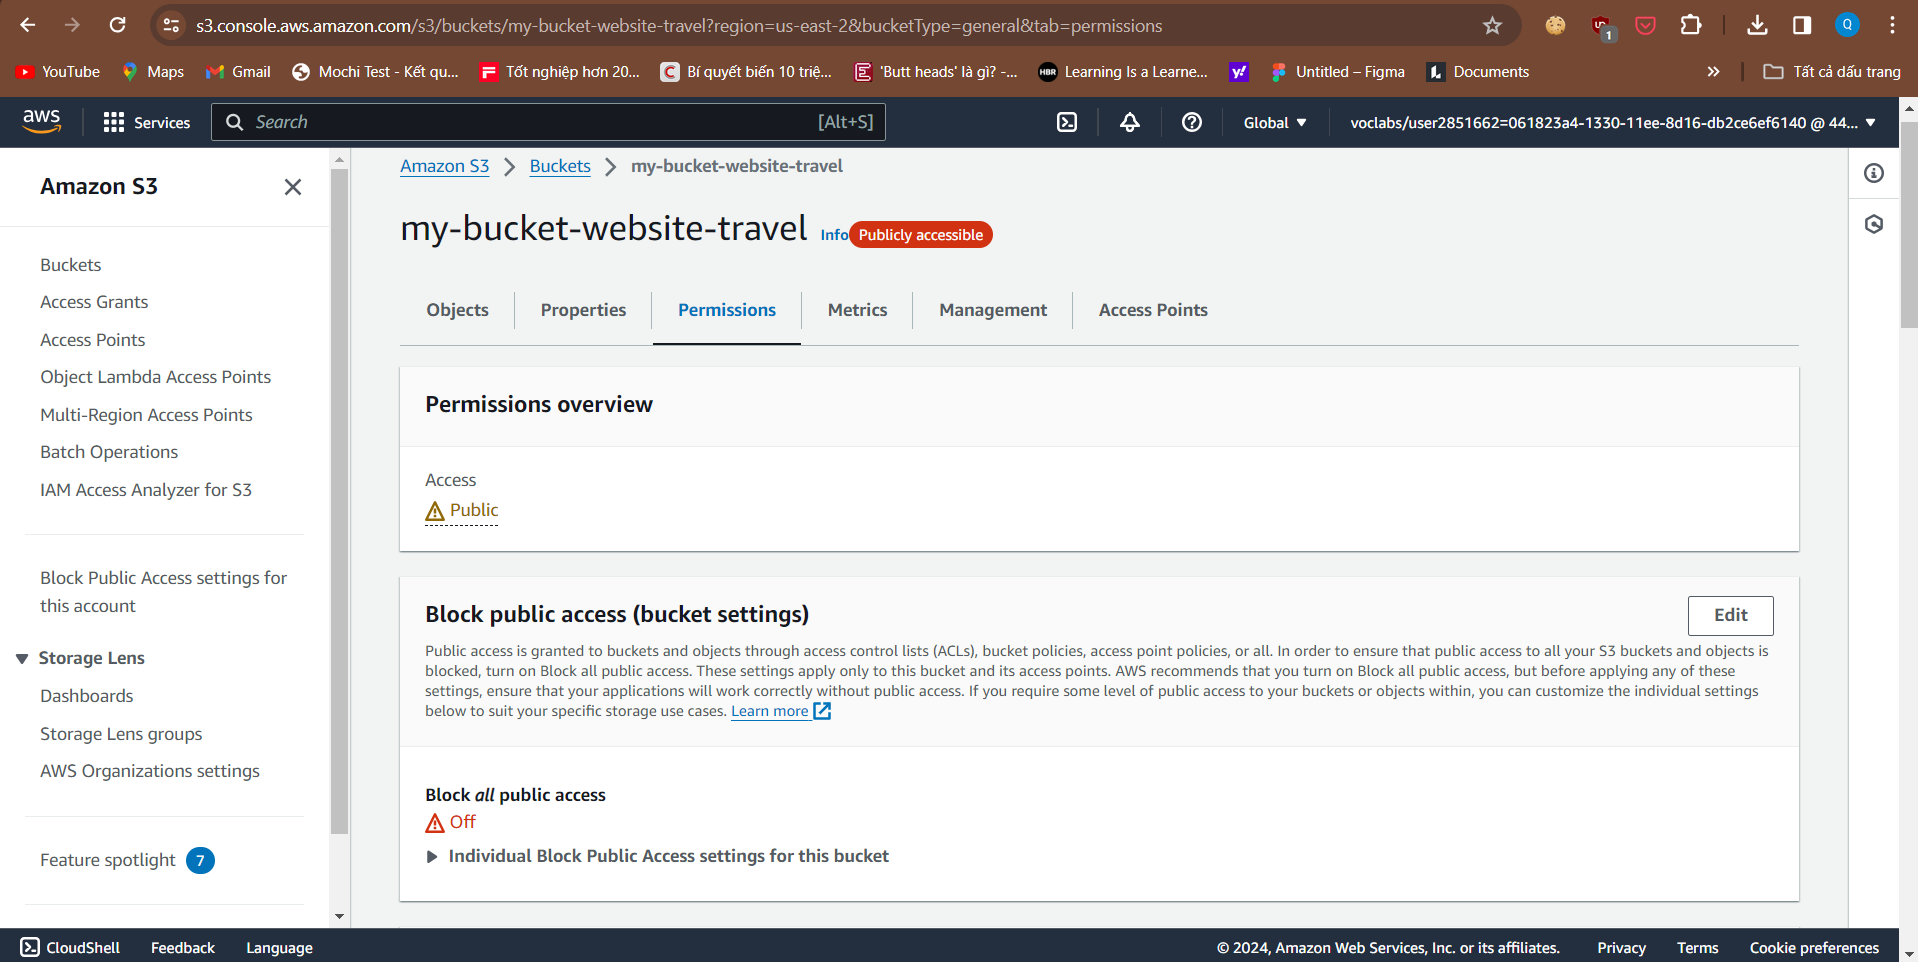 s3.console.aws.amazon.com/s3/buckets/my-bucket-website-travel?region=us-east-2&bucketType=general&tab=permissions
1
Q
YouTube
Maps
Gmail
Mochi Test - Kết qu...
Tốt nghiệp hơn 20...
Bí quyết biến 10 triệ...
'Butt heads' là gì? -...
HBR
Learning Is a Learne...
y!
Untitled – Figma
Documents
Tất cả dấu trang
aws
Services
Search
[Alt+S]
Global
voclabs/user2851662=061823a4-1330-11ee-8d16-db2ce6ef6140 @ 44...
Amazon S3
Buckets
Access Grants
Access Points
Object Lambda Access Points
Multi-Region Access Points
Batch Operations
IAM Access Analyzer for S3
Block Public Access settings for
this account
Storage Lens
Dashboards
Storage Lens groups
AWS Organizations settings
Feature spotlight 7
Amazon S3 > Buckets > my-bucket-website-travel
my-bucket-website-travel Info Publicly accessible
Objects
Properties
Permissions
Metrics
Management
Access Points
Permissions overview
Access
Public
Block public access (bucket settings)
Edit
Public access is granted to buckets and objects through access control lists (ACLs), bucket policies, access point policies, or all. In order to ensure that public access to all your S3 buckets and objects is
blocked, turn on Block all public access. These settings apply only to this bucket and its access points. AWS recommends that you turn on Block all public access, but before applying any of these
settings, ensure that your applications will work correctly without public access. If you require some level of public access to your buckets or objects within, you can customize the individual settings
below to suit your specific storage use cases. Learn more
Block all public access
Off
Individual Block Public Access settings for this bucket
CloudShell
Feedback
Language
© 2024, Amazon Web Services, Inc. or its affiliates.
Privacy
Terms
Cookie preferences